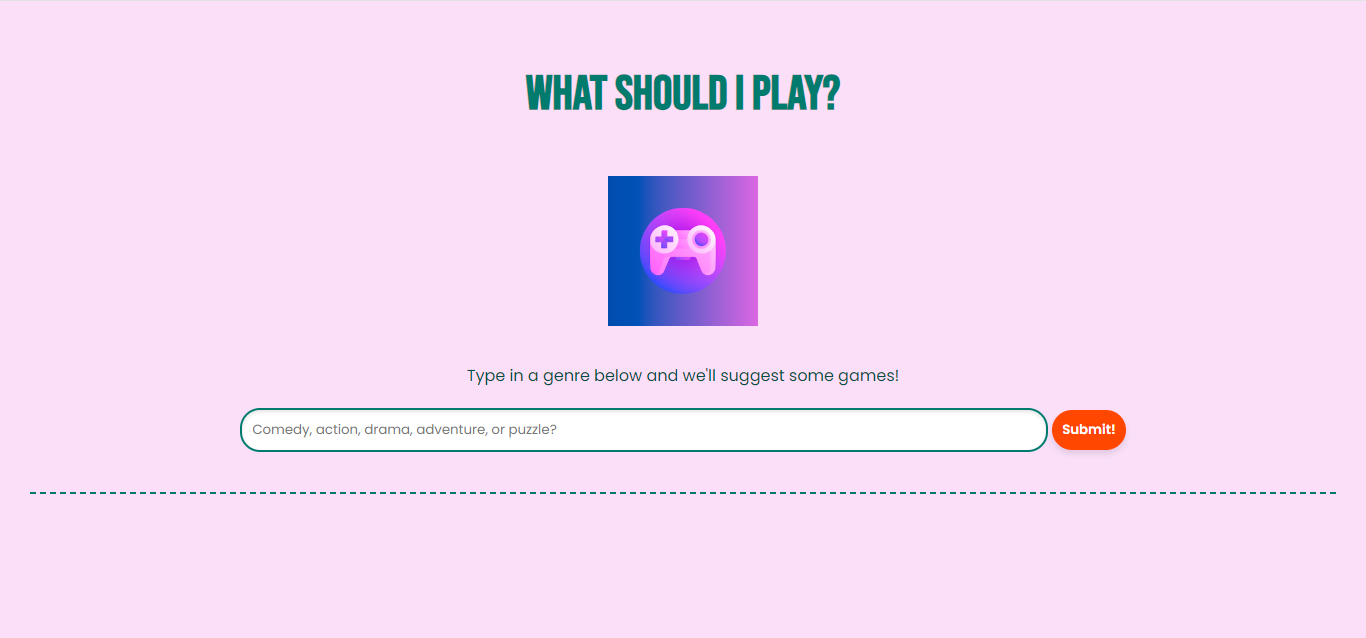 WHAT SHOULD I PLAY?
Type in a genre below and we'll suggest some games!
Comedy, action, drama, adventure, or puzzle?
Submit!